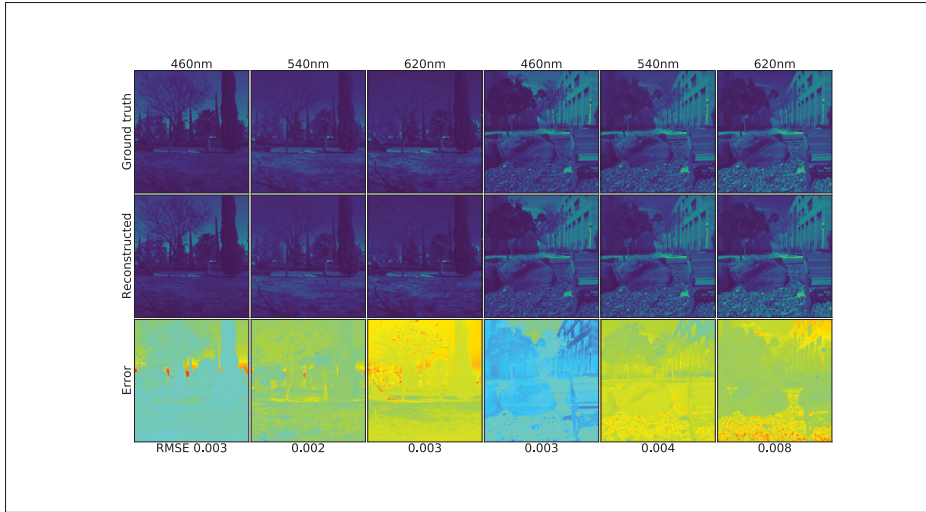 460nm 540nm 620nm 460nm 540nm 620nm
Ground truth
Reconstructed
Error
RMSE 0.003 0.002 0.003 0.003 0.004 0.008